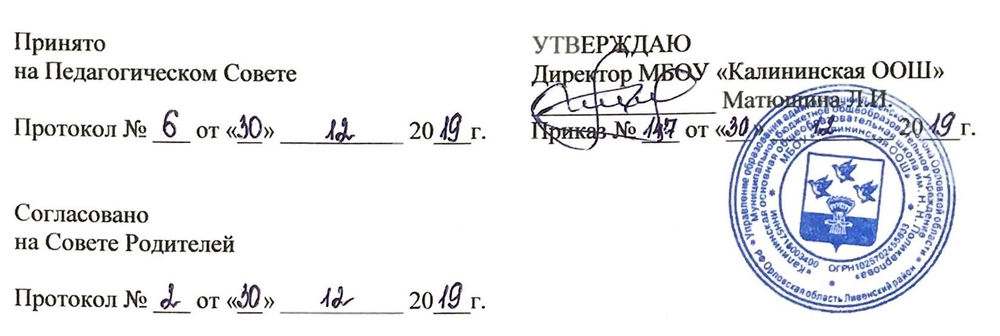 Принято
на Педагогическом Совете
Протокол № 6 от «30» 12 2019 г.
Согласовано
на Совете Родителей
Протокол № 2 от «30» 12 2019 г.
УТВЕРЖДАЮ
Директор МБОУ «Калининская ООШ»
Матюшина Л.И.
Приказ № 147 от «30» 12 2019 г.
* Управление образования администрации Ливенского района Орловской области *
РФ Орловская область Ливенский район
Муниципальное бюджетное общеобразовательное учреждение
«Калининская основная общеобразовательная школа им. Н. Н. Поликарпова»
МБОУ «Калининская ООШ»
* ИНН5715003400
ОГРН1025702455833 *